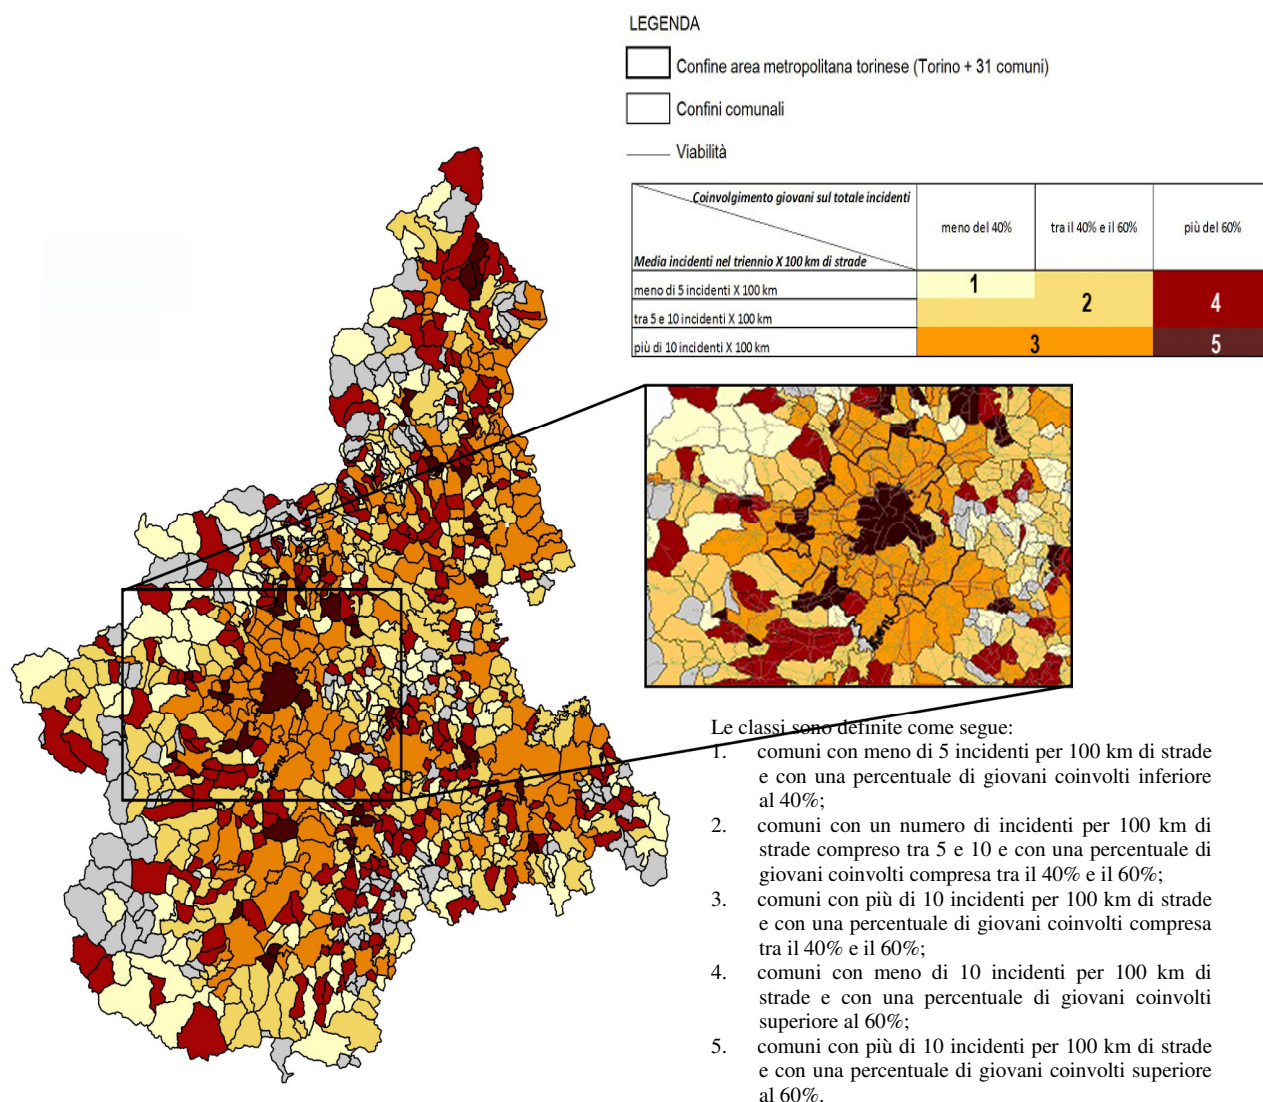 LEGENDA
Confine area metropolitana torinese (Torino + 31 comuni)
Confini comunali
Viabilità
Coinvolgimento giovani sul totale incidenti
meno del 40%
tra il 40% e il 60%
più del 60%
Media incidenti nel triennio X 100 km di strade
meno di 5 incidenti X 100 km
1
2
4
tra 5 e 10 incidenti X 100 km
più di 10 incidenti X 100 km
3
5
Le classi sono definite come segue:
1. comuni con meno di 5 incidenti per 100 km di strade
e con una percentuale di giovani coinvolti inferiore
al 40%;
2. comuni con un numero di incidenti per 100 km di
strade compreso tra 5 e 10 e con una percentuale di
giovani coinvolti compresa tra il 40% e il 60%;
3. comuni con più di 10 incidenti per 100 km di strade
e con una percentuale di giovani coinvolti compresa
tra il 40% e il 60%;
4. comuni con meno di 10 incidenti per 100 km di
strade e con una percentuale di giovani coinvolti
superiore al 60%;
5. comuni con più di 10 incidenti per 100 km di strade
e con una percentuale di giovani coinvolti superiore
al 60%.